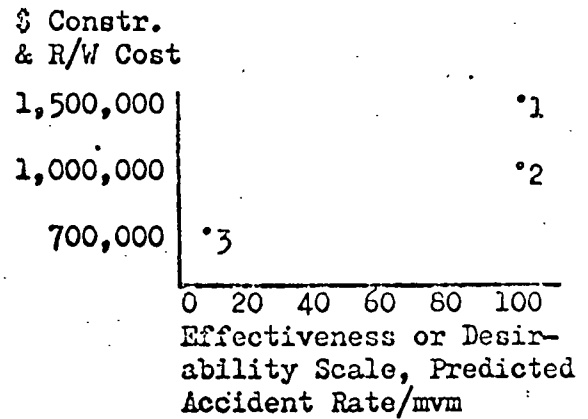 $ Constr.
& R/W Cost
1,500,000 •1
1,000,000 •2
700,000 •3
0 20 40 60 80 100
Effectiveness or Desir-
ability Scale, Predicted
Accident Rate/mvm